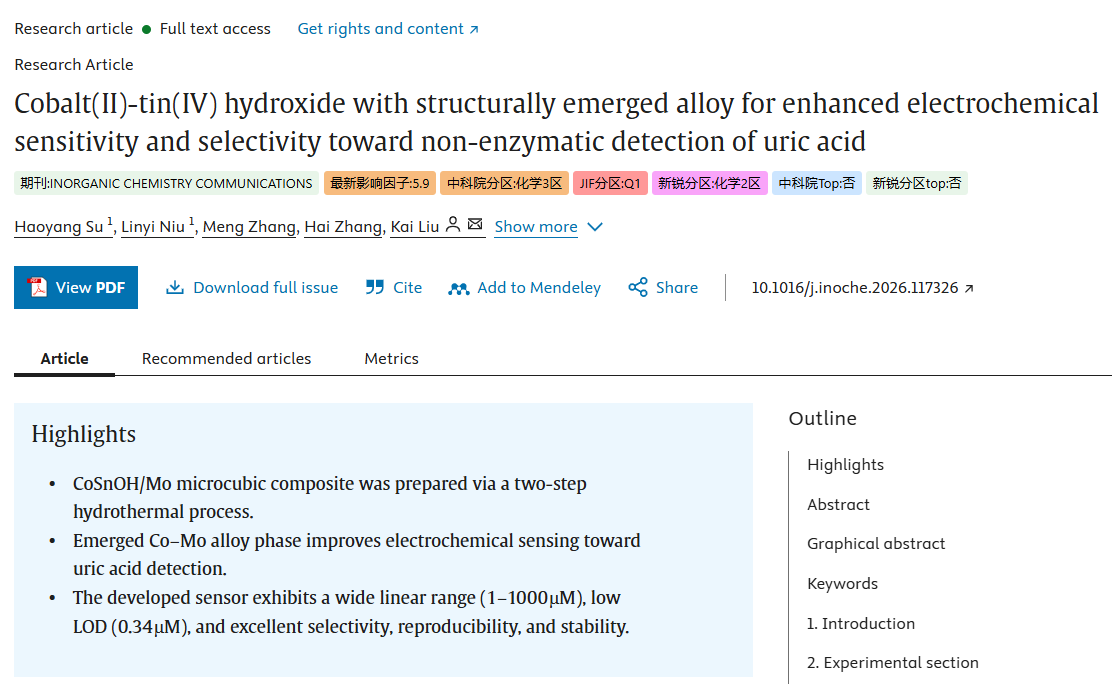 Research article ● Full text access Get rights and content ↗
Research Article
Cobalt(II)-tin(IV) hydroxide with structurally emerged alloy for enhanced electrochemical
sensitivity and selectivity toward non-enzymatic detection of uric acid
期刊:INORGANIC CHEMISTRY COMMUNICATIONS 最新影响因子:5.9 中科院分区:化学3区 JIF分区:Q1 新锐分区:化学2区 中科院Top:否 新锐分区top:否
Haoyang Su 1, Linyi Niu 1, Meng Zhang, Hai Zhang, Kai Liu Show more
View PDF Download full issue Cite Add to Mendeley Share 10.1016/j.inoche.2026.117326 ↗
Article Recommended articles Metrics
Highlights
• CoSnOH/Mo microcubic composite was prepared via a two-step
hydrothermal process.
• Emerged Co–Mo alloy phase improves electrochemical sensing toward
uric acid detection.
• The developed sensor exhibits a wide linear range (1–1000μM), low
LOD (0.34μM), and excellent selectivity, reproducibility, and stability.
Outline
Highlights
Abstract
Graphical abstract
Keywords
1. Introduction
2. Experimental section